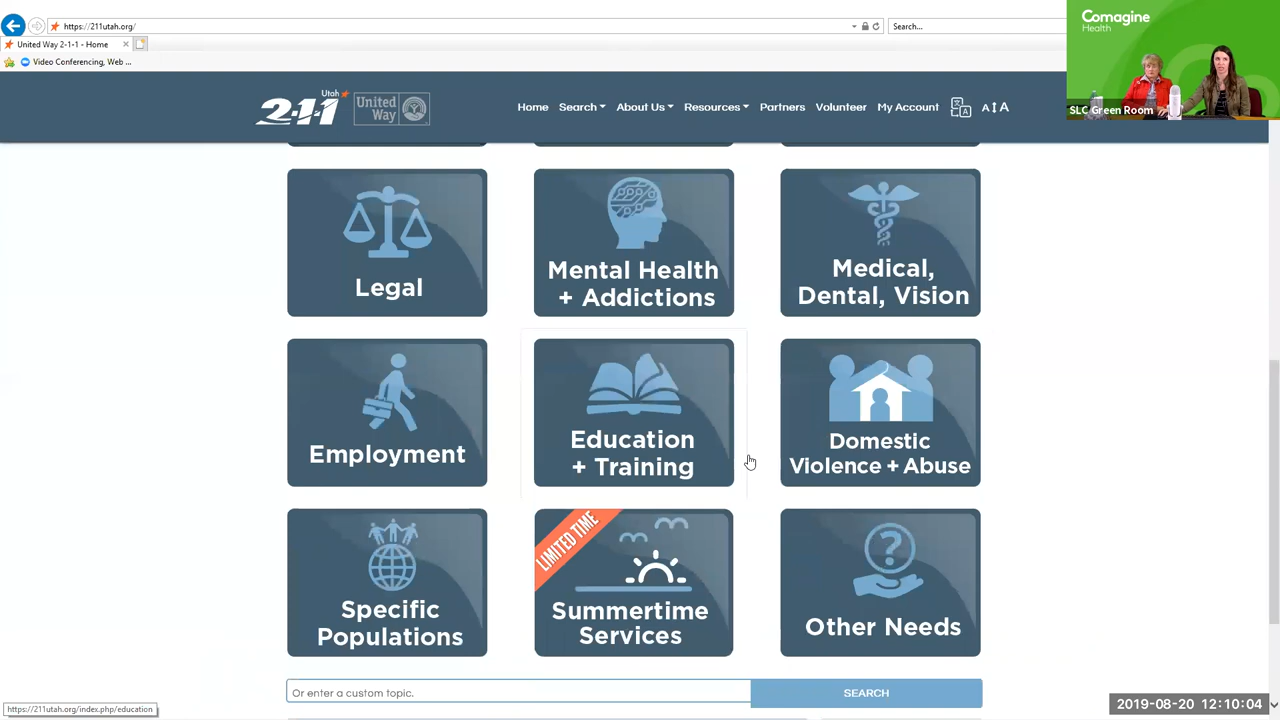 https://211utah.org/
Search...
United Way 2-1-1 - Home
Video Conferencing, Web ...
Comagine
Health
SLC Green Room
Utah
2-1-1
United
Way
Home
Search
About Us
Resources
Partners
Volunteer
My Account
A A
Legal
Mental Health
+ Addictions
Medical,
Dental, Vision
Employment
Education
+ Training
Domestic
Violence + Abuse
Specific
Populations
LIMITED TIME
Summertime
Services
Other Needs
Or enter a custom topic.
SEARCH
https://211utah.org/index.php/education
2019-08-20 12:10:04